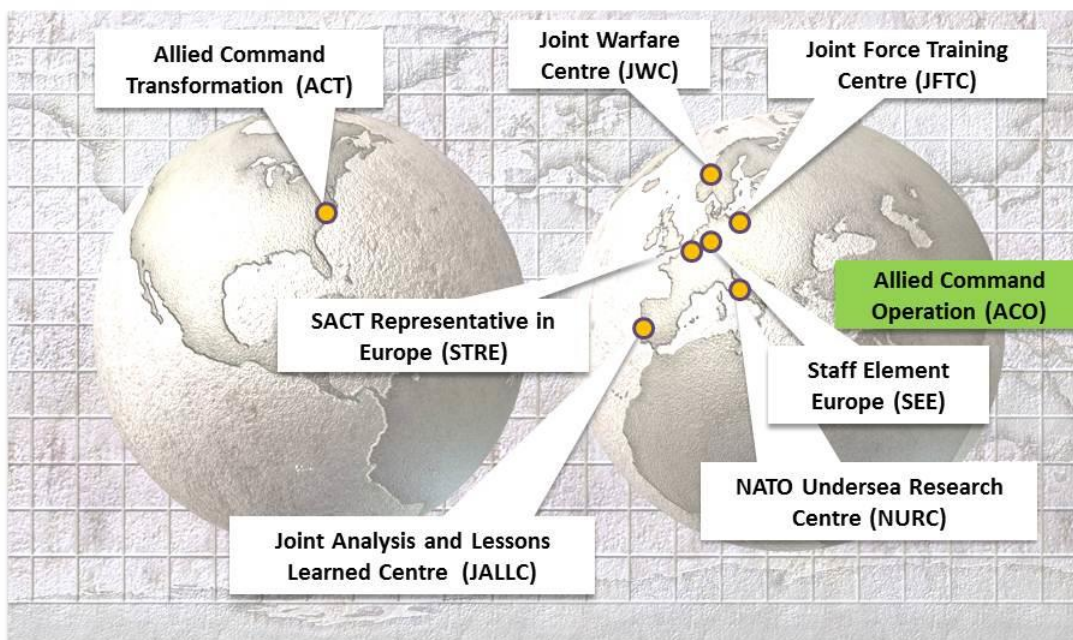 Allied Command
Transformation (ACT)
Joint Warfare
Centre (JWC)
Joint Force Training
Centre (JFTC)
Allied Command
Operation (ACO)
SACT Representative in
Europe (STRE)
Staff Element
Europe (SEE)
NATO Undersea Research
Centre (NURC)
Joint Analysis and Lessons
Learned Centre (JALLC)